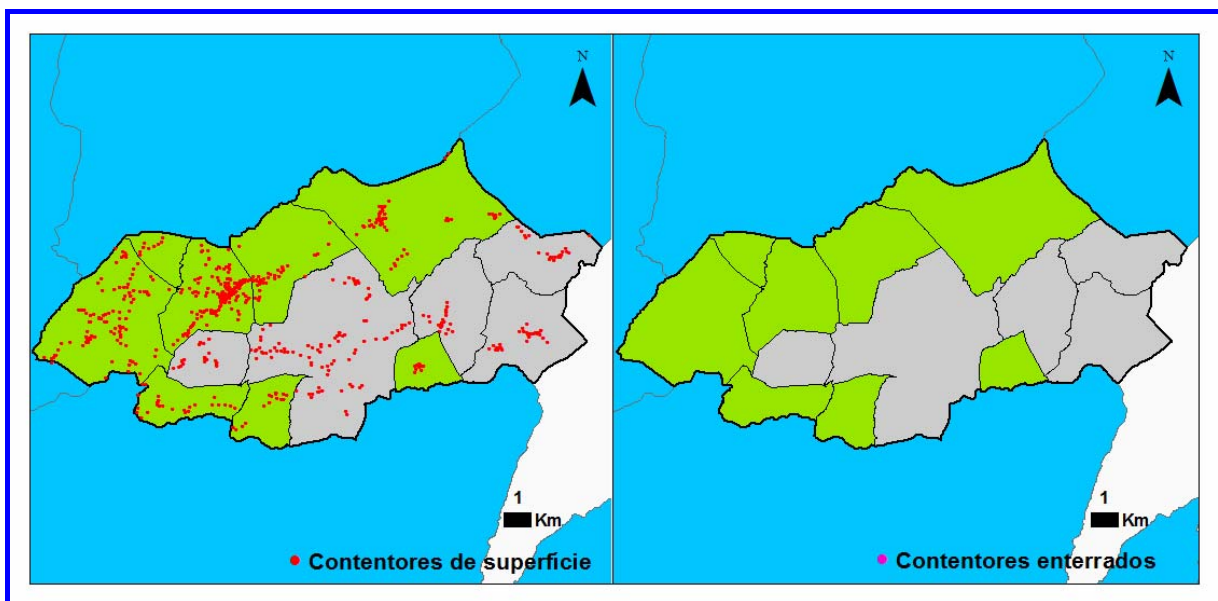 N
1
Km
Contentores de superficie
N
1
Km
Contentores enterrados